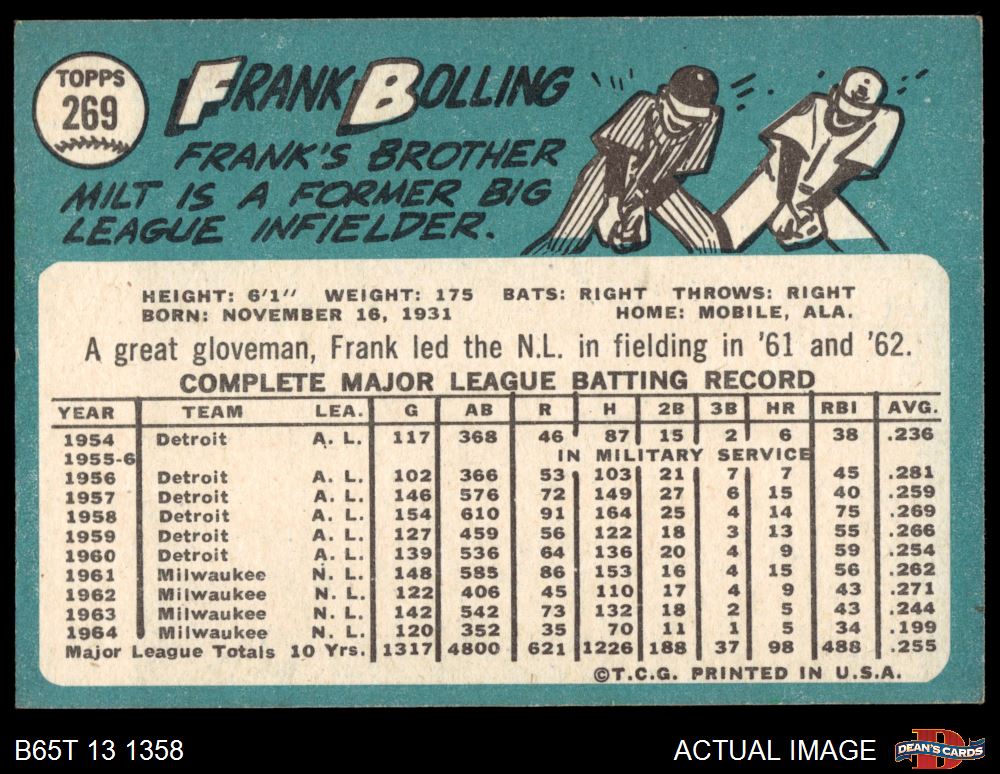 TOPPS
269
FRANK BOLLING
FRANK'S BROTHER
MILT IS A FORMER BIG
LEAGUE INFIELDER.
HEIGHT: 6'1" WEIGHT: 175 BATS: RIGHT THROWS: RIGHT
BORN: NOVEMBER 16, 1931 HOME: MOBILE, ALA.
A great gloveman, Frank led the N.L. in fielding in '61 and '62.
COMPLETE MAJOR LEAGUE BATTING RECORD
YEAR TEAM LEA. G AB R H 2B 3B HR RBI AVG.
1954 Detroit A. L. 117 368 46 87 15 2 6 38 .236
1955-6 IN MILITARY SERVICE
1956 Detroit A. L. 102 366 53 103 21 7 7 45 .281
1957 Detroit A. L. 146 576 72 149 27 6 15 40 .259
1958 Detroit A. L. 154 610 91 164 25 4 14 75 .269
1959 Detroit A. L. 127 459 56 122 18 3 13 55 .266
1960 Detroit A. L. 139 536 64 136 20 4 9 59 .254
1961 Milwaukee N. L. 148 585 86 153 16 4 15 56 .262
1962 Milwaukee N. L. 122 406 45 110 17 4 9 43 .271
1963 Milwaukee N. L. 142 542 73 132 18 2 5 43 .244
1964 Milwaukee N. L. 120 352 35 70 11 1 5 34 .199
Major League Totals 10 Yrs. 1317 4800 621 1226 188 37 98 488 .255
©T.C.G. PRINTED IN U.S.A.
B65T 13 1358 ACTUAL IMAGE
D
DEAN'S CARDS